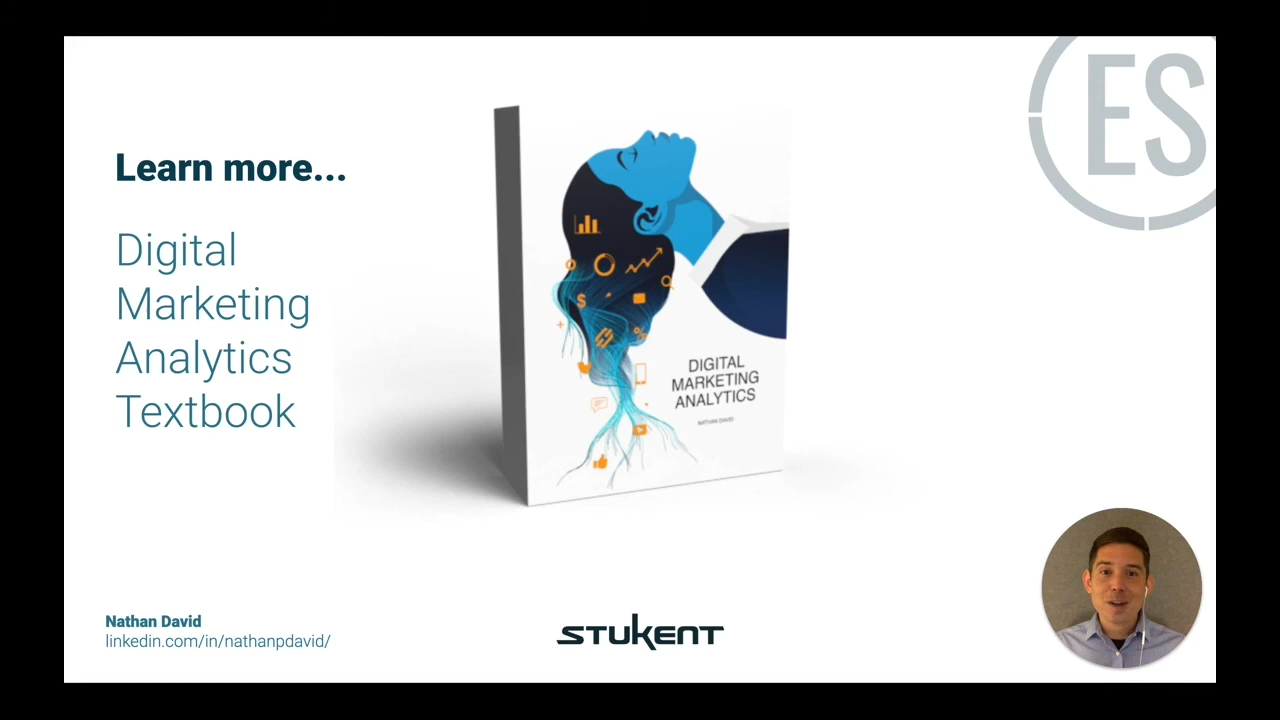 ES
Learn more...
Digital
Marketing
Analytics
Textbook
$
%
DIGITAL
MARKETING
ANALYTICS
NATHAN DAVID
Nathan David
linkedin.com/in/nathanpdavid/
STUKENT